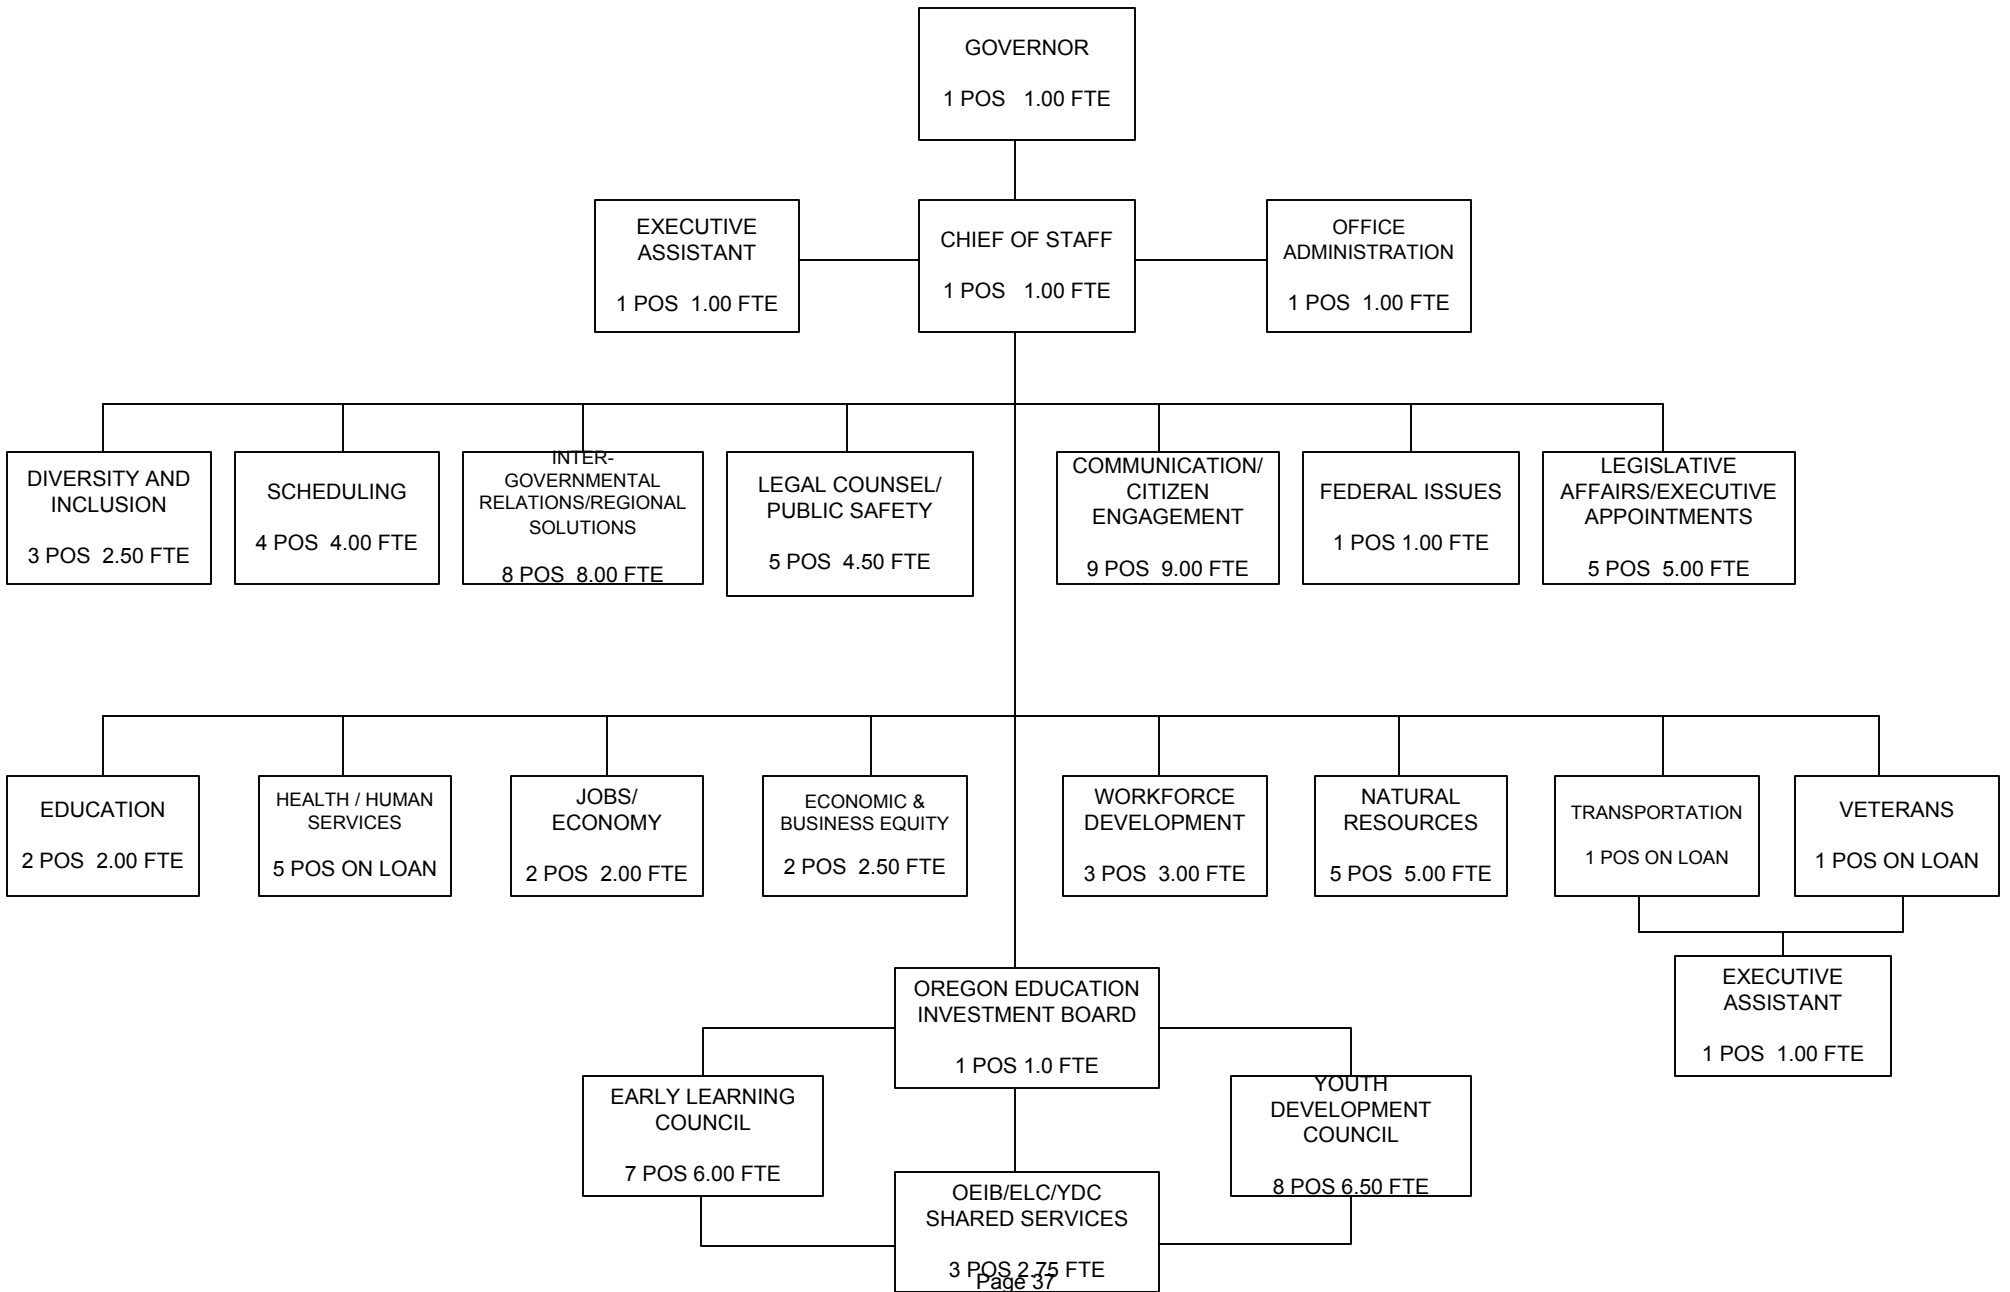 GOVERNOR
1 POS 1.00 FTE
EXECUTIVE
ASSISTANT
1 POS 1.00 FTE
CHIEF OF STAFF
1 POS 1.00 FTE
OFFICE
ADMINISTRATION
1 POS 1.00 FTE
DIVERSITY AND
INCLUSION
3 POS 2.50 FTE
SCHEDULING
4 POS 4.00 FTE
INTER-
GOVERNMENTAL
RELATIONS/REGIONAL
SOLUTIONS
8 POS 8.00 FTE
LEGAL COUNSEL/
PUBLIC SAFETY
5 POS 4.50 FTE
COMMUNICATION/
CITIZEN
ENGAGEMENT
9 POS 9.00 FTE
FEDERAL ISSUES
1 POS 1.00 FTE
LEGISLATIVE
AFFAIRS/EXECUTIVE
APPOINTMENTS
5 POS 5.00 FTE
EDUCATION
2 POS 2.00 FTE
HEALTH / HUMAN
SERVICES
5 POS ON LOAN
JOBS/
ECONOMY
2 POS 2.00 FTE
ECONOMIC &
BUSINESS EQUITY
2 POS 2.50 FTE
WORKFORCE
DEVELOPMENT
3 POS 3.00 FTE
NATURAL
RESOURCES
5 POS 5.00 FTE
TRANSPORTATION
1 POS ON LOAN
VETERANS
1 POS ON LOAN
EXECUTIVE
ASSISTANT
1 POS 1.00 FTE
OREGON EDUCATION
INVESTMENT BOARD
1 POS 1.0 FTE
EARLY LEARNING
COUNCIL
7 POS 6.00 FTE
YOUTH
DEVELOPMENT
COUNCIL
8 POS 6.50 FTE
OEIB/ELC/YDC
SHARED SERVICES
3 POS 2.75 FTE
Page 37